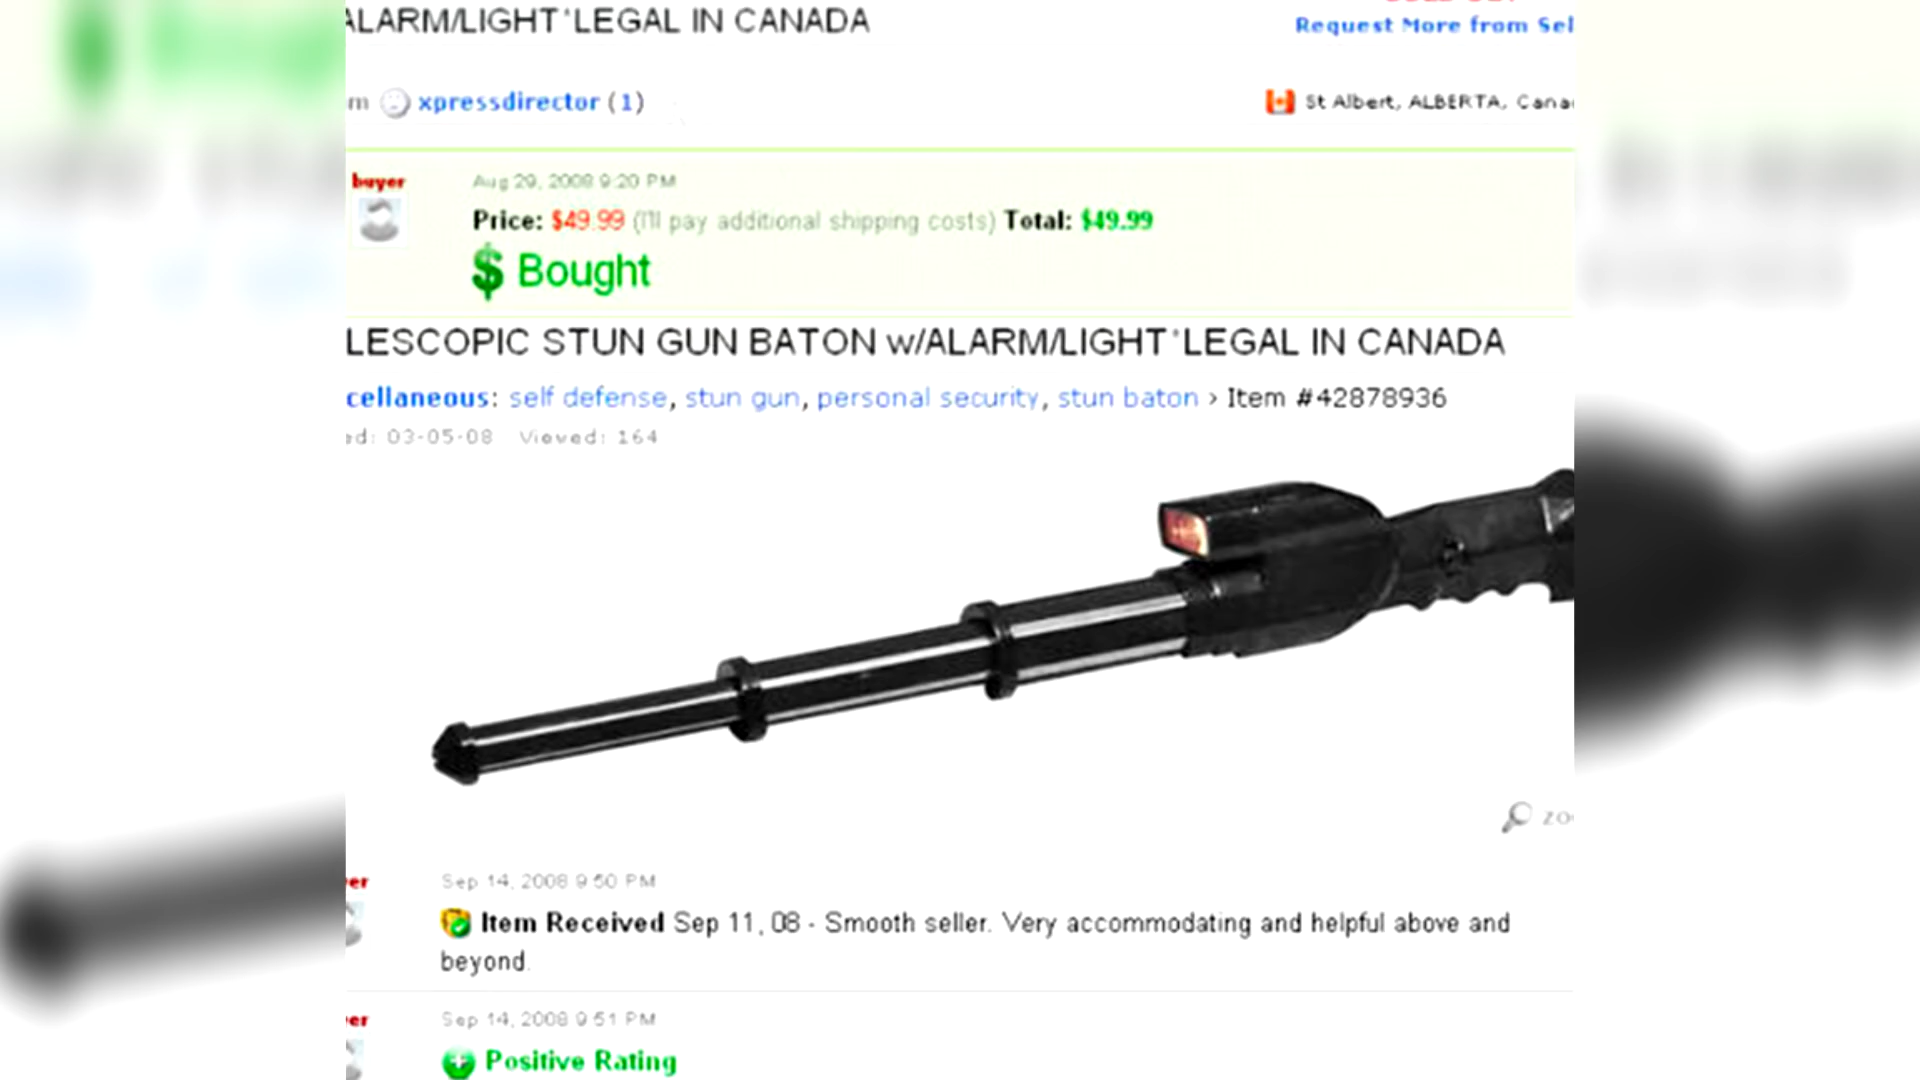 ALARM/LIGHT*LEGAL IN CANADA
Request More from Sel
m xpressdirector (1)
St Albert, ALBERTA, Cana
buyer
Aug 29, 2008 9:20 PM
Price: $49.99 (I'll pay additional shipping costs) Total: $49.99
$ Bought
LESCOPIC STUN GUN BATON w/ALARM/LIGHT*LEGAL IN CANADA
cellaneous: self defense, stun gun, personal security, stun baton › Item #42878936
ed: 03-05-08 Viewed: 164
zo
er
Sep 14, 2008 9:50 PM
Item Received Sep 11, 08 - Smooth seller. Very accommodating and helpful above and
beyond.
er
Sep 14, 2008 9:51 PM
Positive Rating